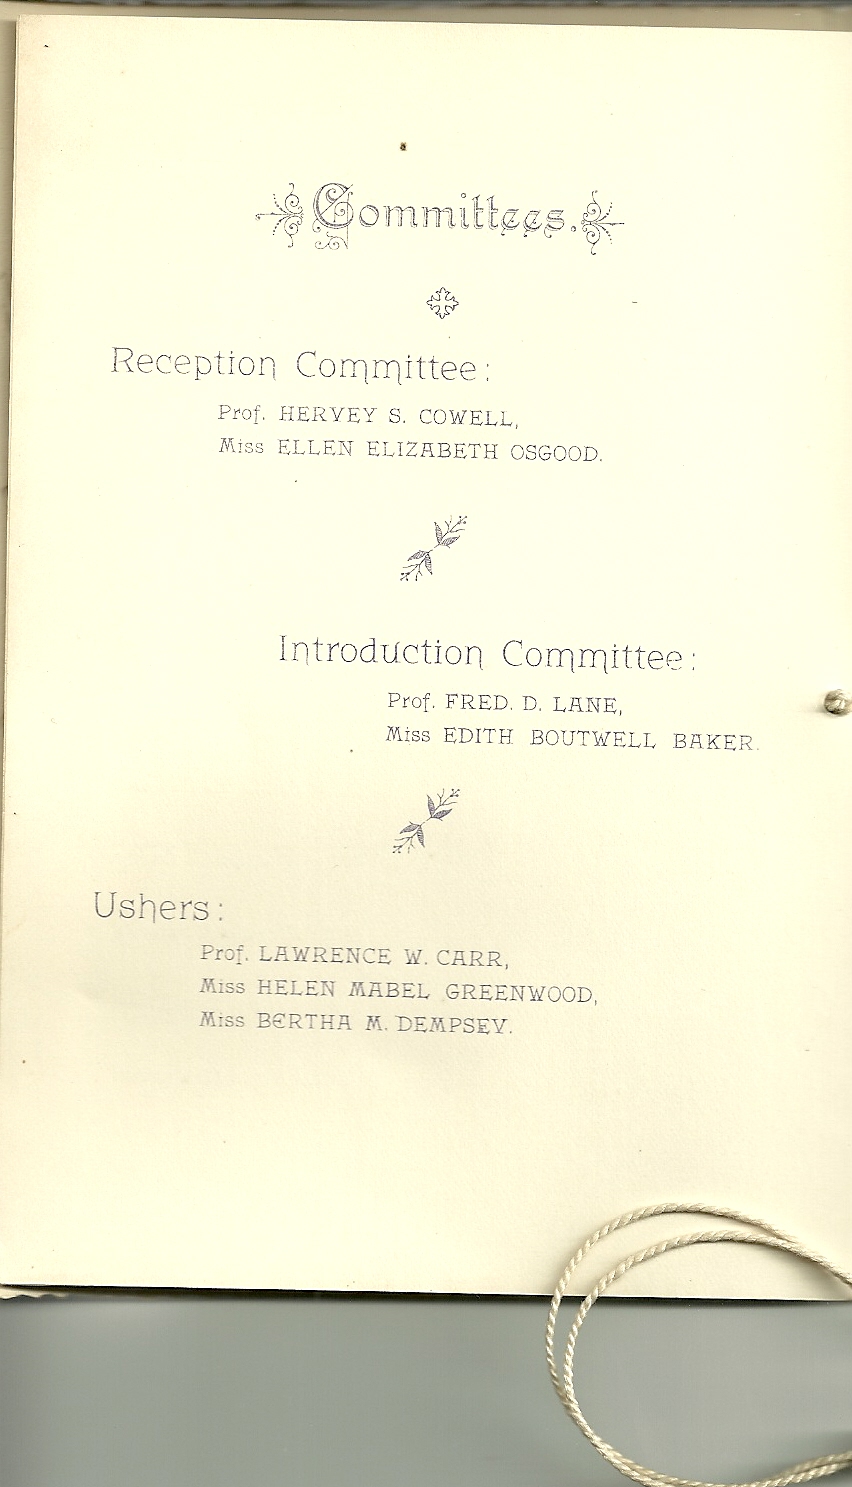 Committees.
Reception Committee:
Prof. HERVEY S. COWELL,
Miss ELLEN ELIZABETH OSGOOD.
Introduction Committee:
Prof. FRED. D. LANE,
Miss EDITH BOUTWELL BAKER.
Ushers:
Prof. LAWRENCE W. CARR,
Miss HELEN MABEL GREENWOOD,
Miss BERTHA M. DEMPSEY.